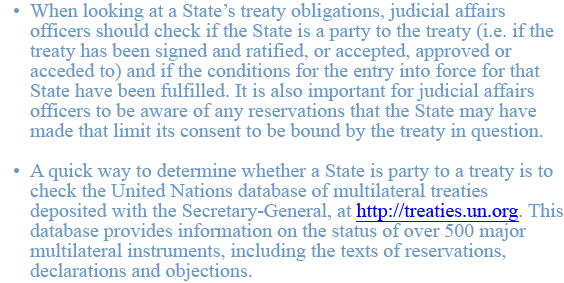 • When looking at a State's treaty obligations, judicial affairs
officers should check if the State is a party to the treaty (i.e. if the
treaty has been signed and ratified, or accepted, approved or
acceded to) and if the conditions for the entry into force for that
State have been fulfilled. It is also important for judicial affairs
officers to be aware of any reservations that the State may have
made that limit its consent to be bound by the treaty in question.
• A quick way to determine whether a State is party to a treaty is to
check the United Nations database of multilateral treaties
deposited with the Secretary-General, at http://treaties.un.org. This
database provides information on the status of over 500 major
multilateral instruments, including the texts of reservations,
declarations and objections.